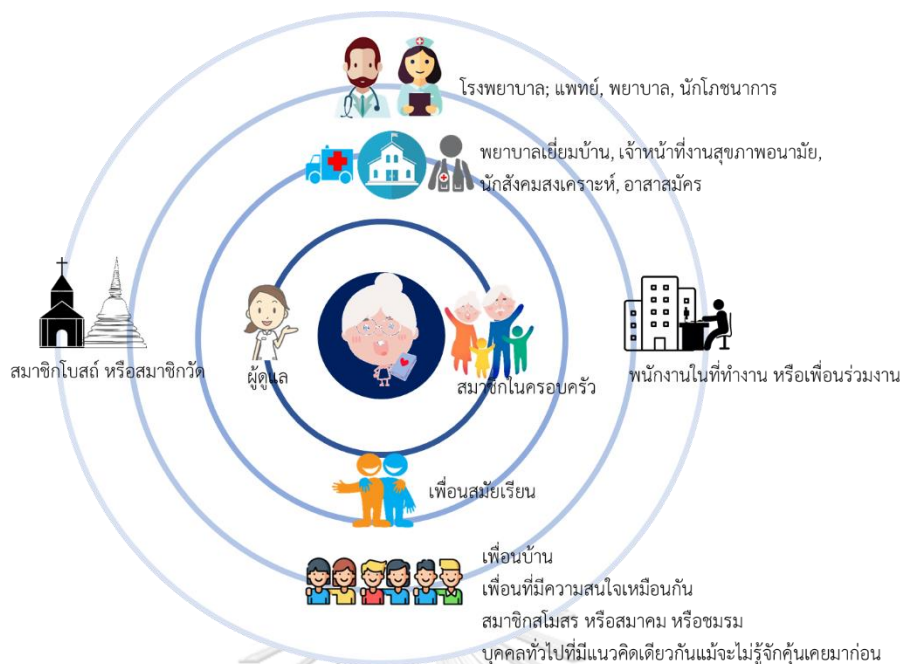 โรงพยาบาล; แพทย์, พยาบาล, นักโภชนาการ
พยาบาลเยี่ยมบ้าน, เจ้าหน้าที่งานสุขภาพอนามัย,
นักสังคมสงเคราะห์, อาสาสมัคร
สมาชิกโบสถ์ หรือสมาชิกวัด
ผู้ดูแล
สมาชิกในครอบครัว
พนักงานในที่ทำงาน หรือเพื่อนร่วมงาน
เพื่อนสมัยเรียน
เพื่อนบ้าน
เพื่อนที่มีความสนใจเหมือนกัน
สมาชิกสโมสร หรือสมาคม หรือชมรม
บุคคลทั่วไปที่มีแนวคิดเดียวกันแม้จะไม่รู้จักคุ้นเคยมาก่อน